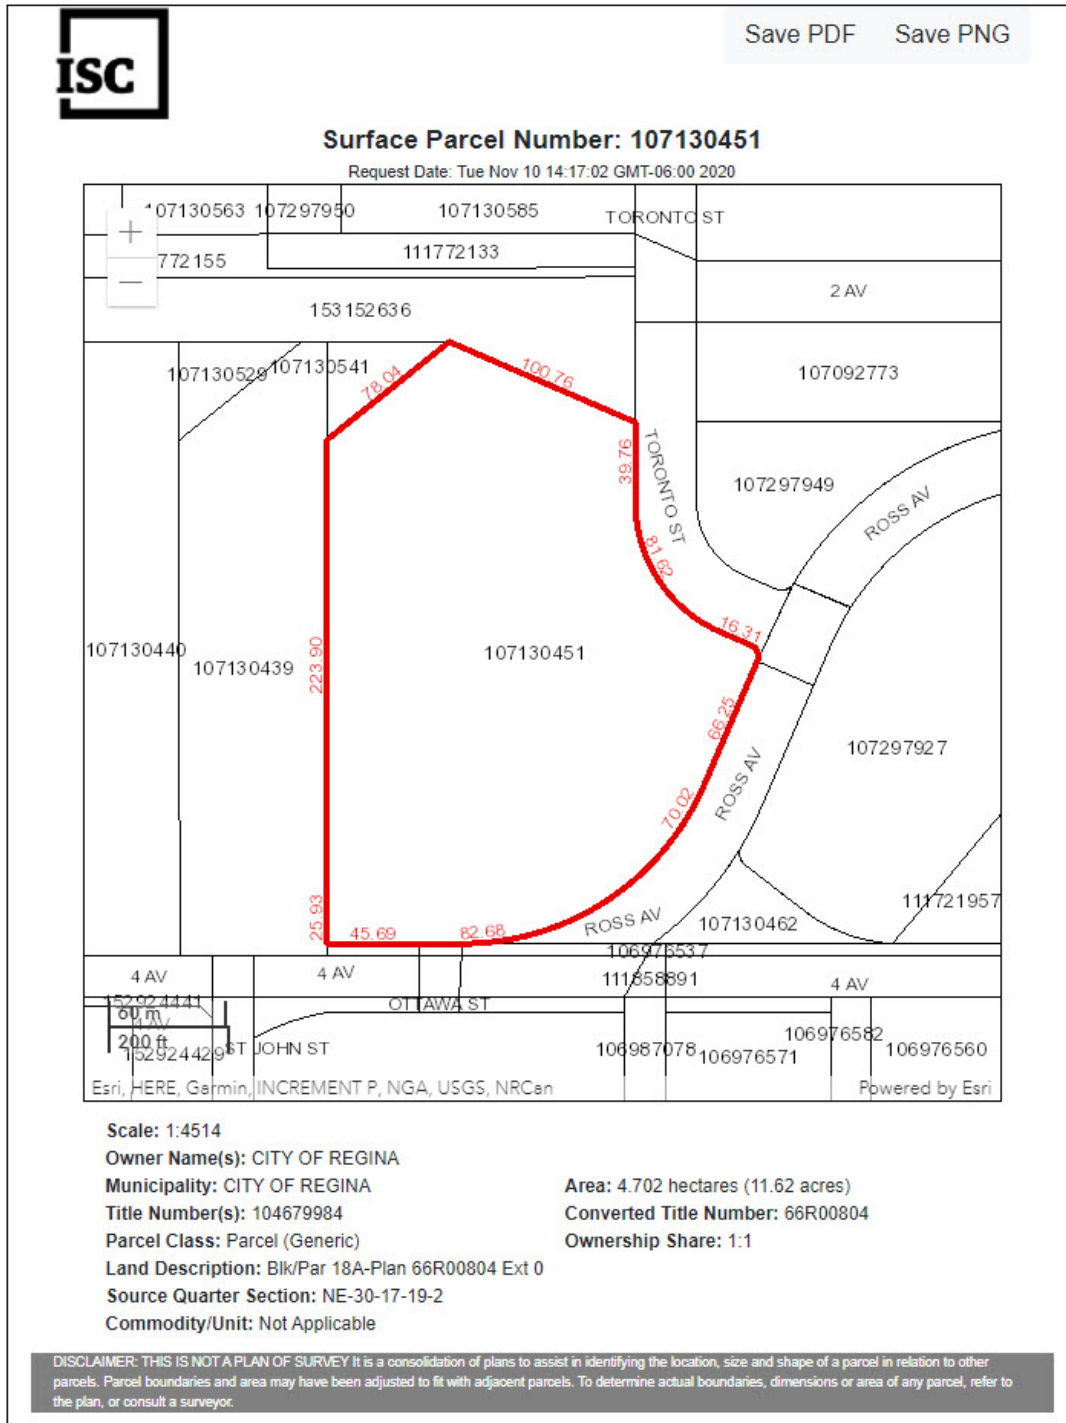 Save PDF Save PNG
ISC
Surface Parcel Number: 107130451
Request Date: Tue Nov 10 14:17:02 GMT-06:00 2020
107130563 107297950 107130585 TORONTO ST
+
772155 111772133
−
2 AV
153152636
107130529 107130541 78.04 100.76 107092773
39.76 TORONTO ST 107297949 ROSS AV
81.62
16.31
107130440 107130439 223.90 107130451
66.25 ROSS AV 107297927
70.02
25.93 45.69 82.68 ROSS AV 107130462 111721957
106976537
4 AV 4 AV 111858891 4 AV
152924441 OTTAWA ST
60 m
4 AV
200 ft
152924429 ST JOHN ST 106987078 106976571 106976582 106976560
Esri, HERE, Garmin, INCREMENT P, NGA, USGS, NRCan Powered by Esri
Scale: 1:4514
Owner Name(s): CITY OF REGINA
Municipality: CITY OF REGINA Area: 4.702 hectares (11.62 acres)
Title Number(s): 104679984 Converted Title Number: 66R00804
Parcel Class: Parcel (Generic) Ownership Share: 1:1
Land Description: Blk/Par 18A-Plan 66R00804 Ext 0
Source Quarter Section: NE-30-17-19-2
Commodity/Unit: Not Applicable
DISCLAIMER: THIS IS NOT A PLAN OF SURVEY It is a consolidation of plans to assist in identifying the location, size and shape of a parcel in relation to other
parcels. Parcel boundaries and area may have been adjusted to fit with adjacent parcels. To determine actual boundaries, dimensions or area of any parcel, refer to
the plan, or consult a surveyor.